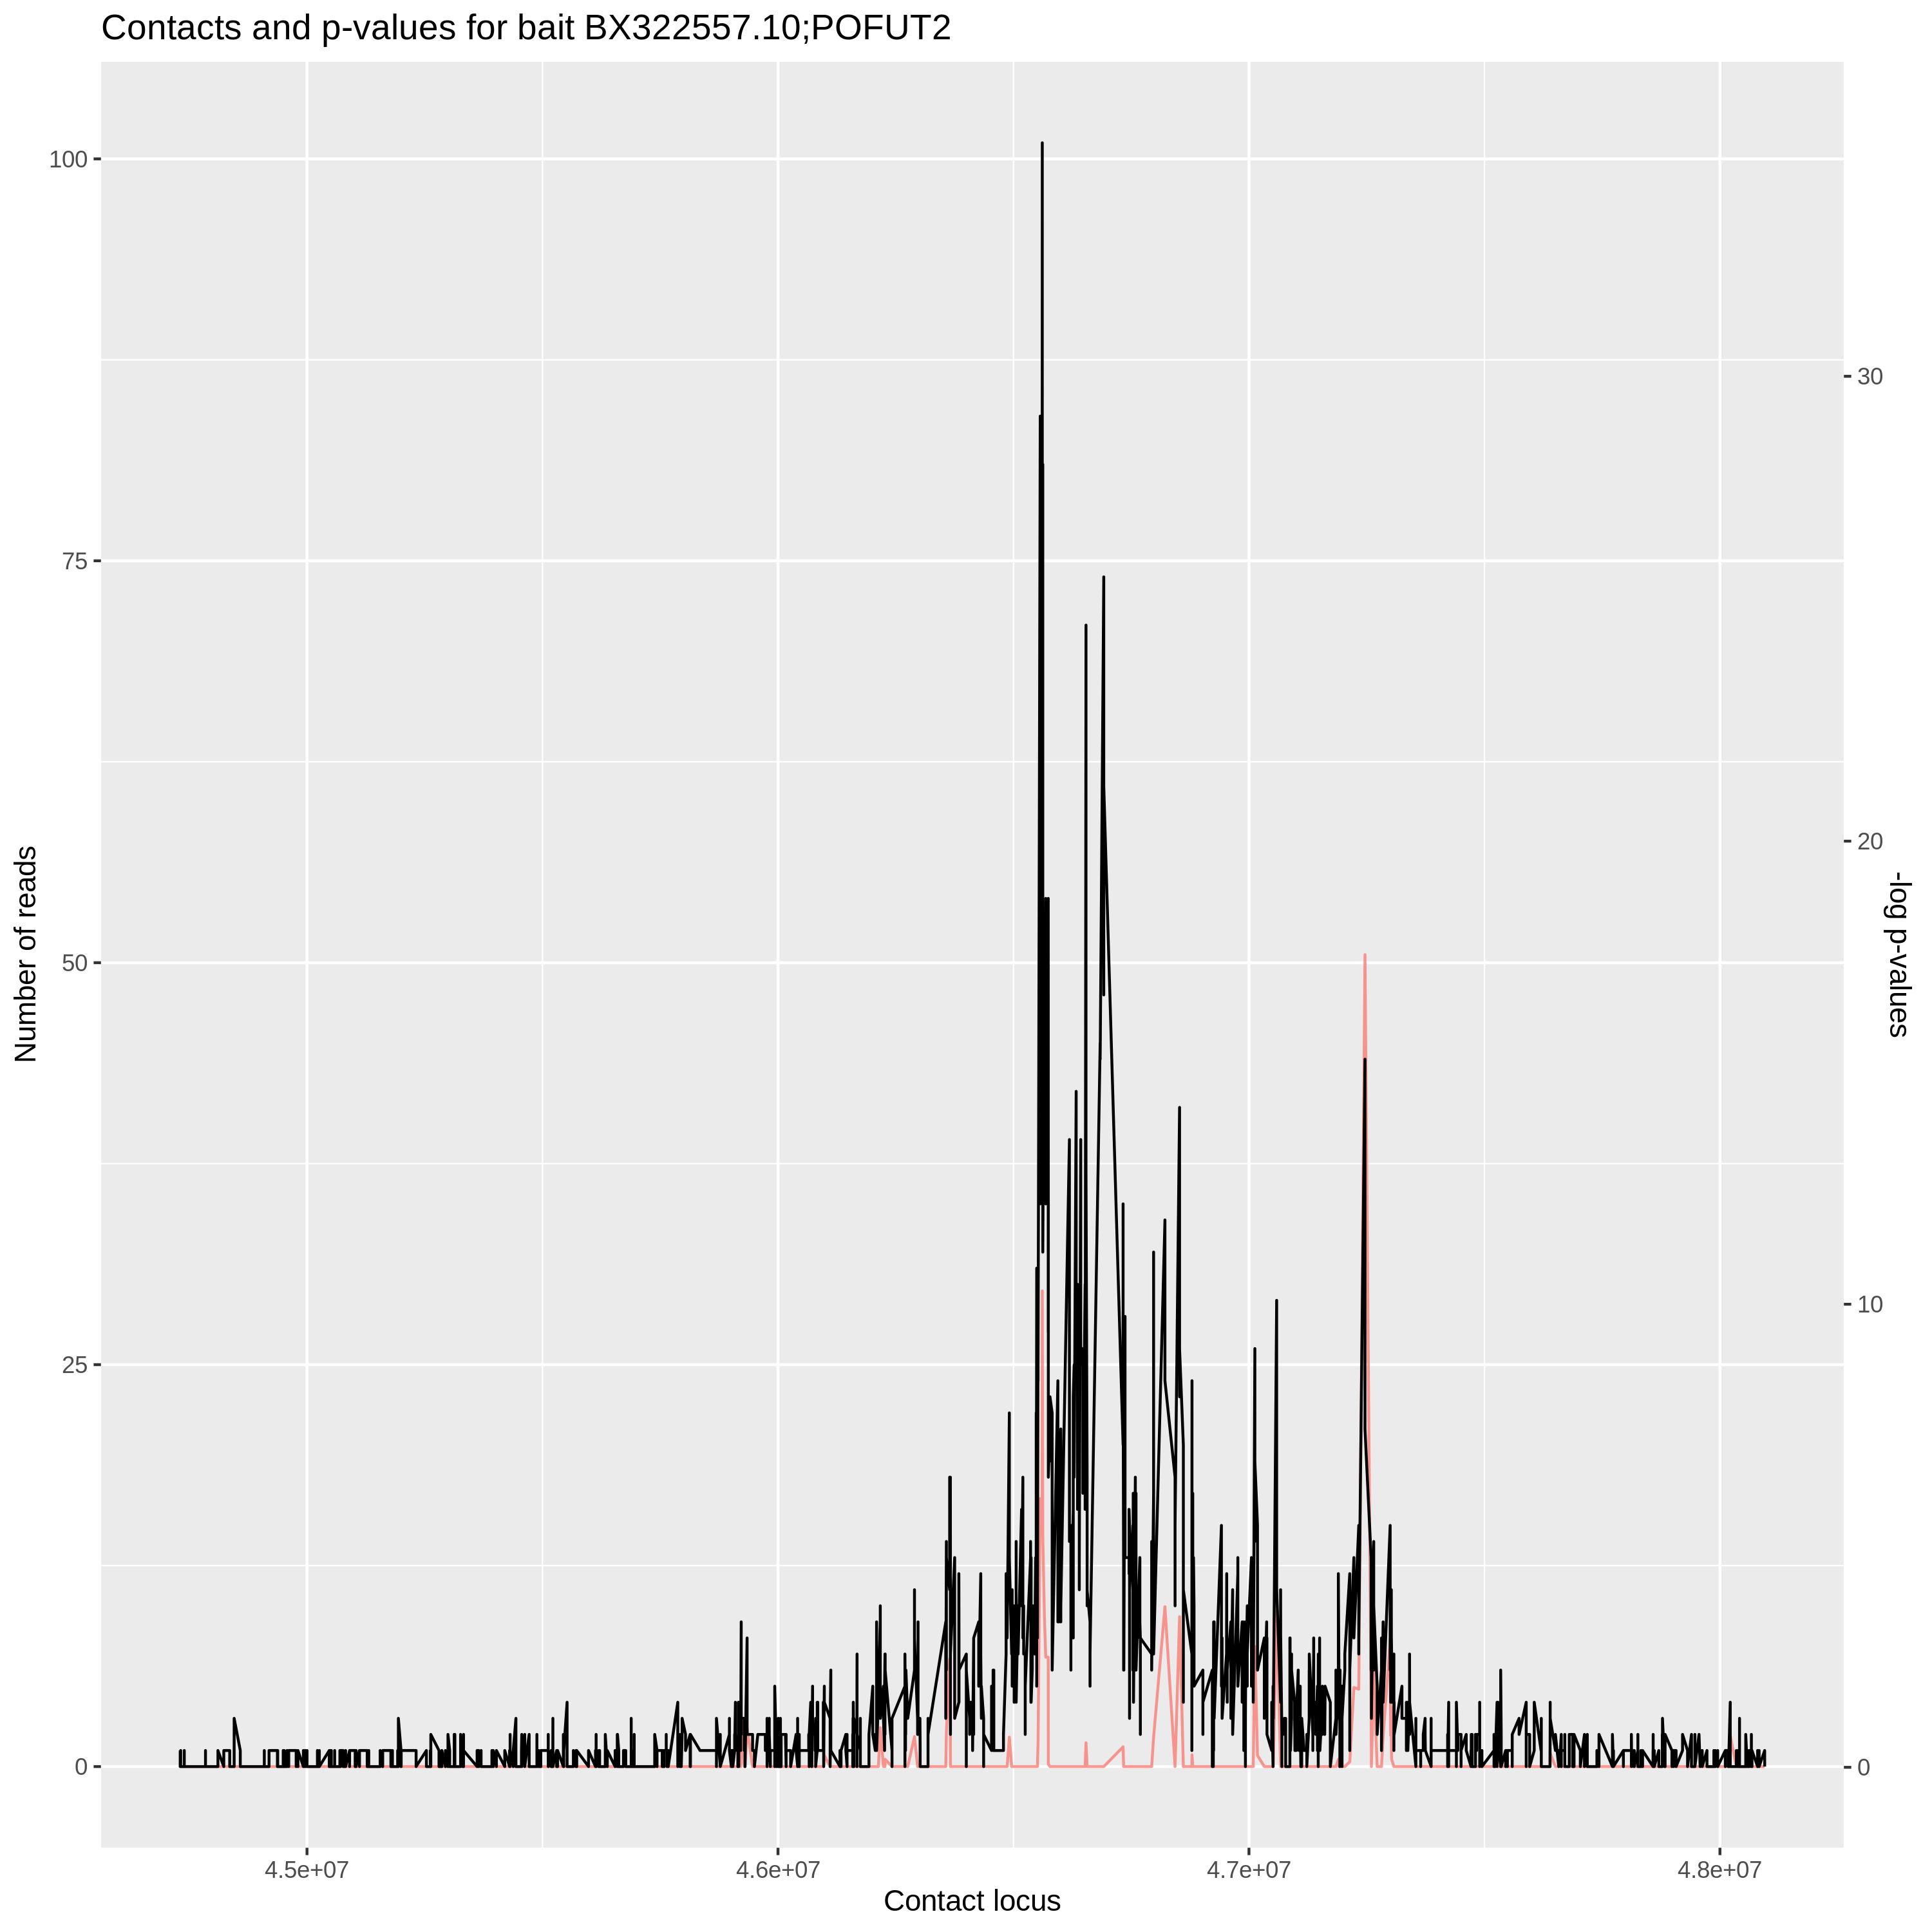 Contacts and p-values for bait BX322557.10;POFUT2
100
75
50
25
0
Number of reads
30
20
10
0
-log p-values
4.5e+07
4.6e+07
4.7e+07
4.8e+07
Contact locus